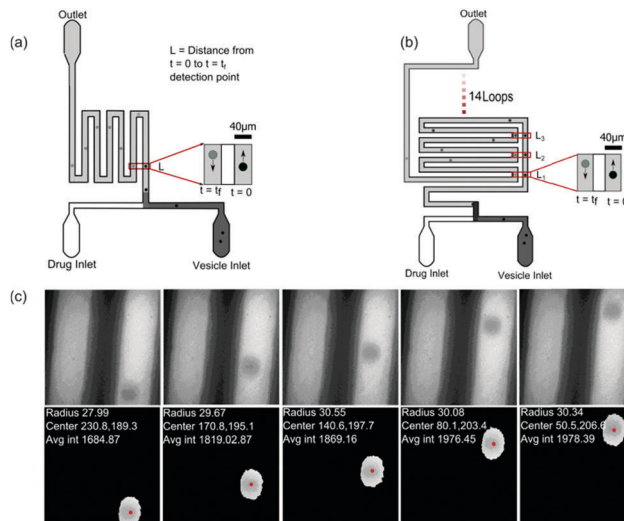 (a)
Outlet
L = Distance from
t = 0 to t = tr
detection point
L
40μm
t = tf
t = 0
Drug Inlet
Vesicle Inlet
(b)
Outlet
14Loops
L3
L2
L1
40μm
t = tf
t = 0
Drug Inlet
Vesicle Inlet
(c)
Radius 27.99
Center 230.8,189.3
Avg int 1684.87
Radius 29.67
Center 170.8,195.1
Avg int 1819.02.87
Radius 30.55
Center 140.6,197.7
Avg int 1869.16
Radius 30.08
Center 80.1,203.4
Avg int 1976.45
Radius 30.34
Center 50.5,206.6
Avg int 1978.39